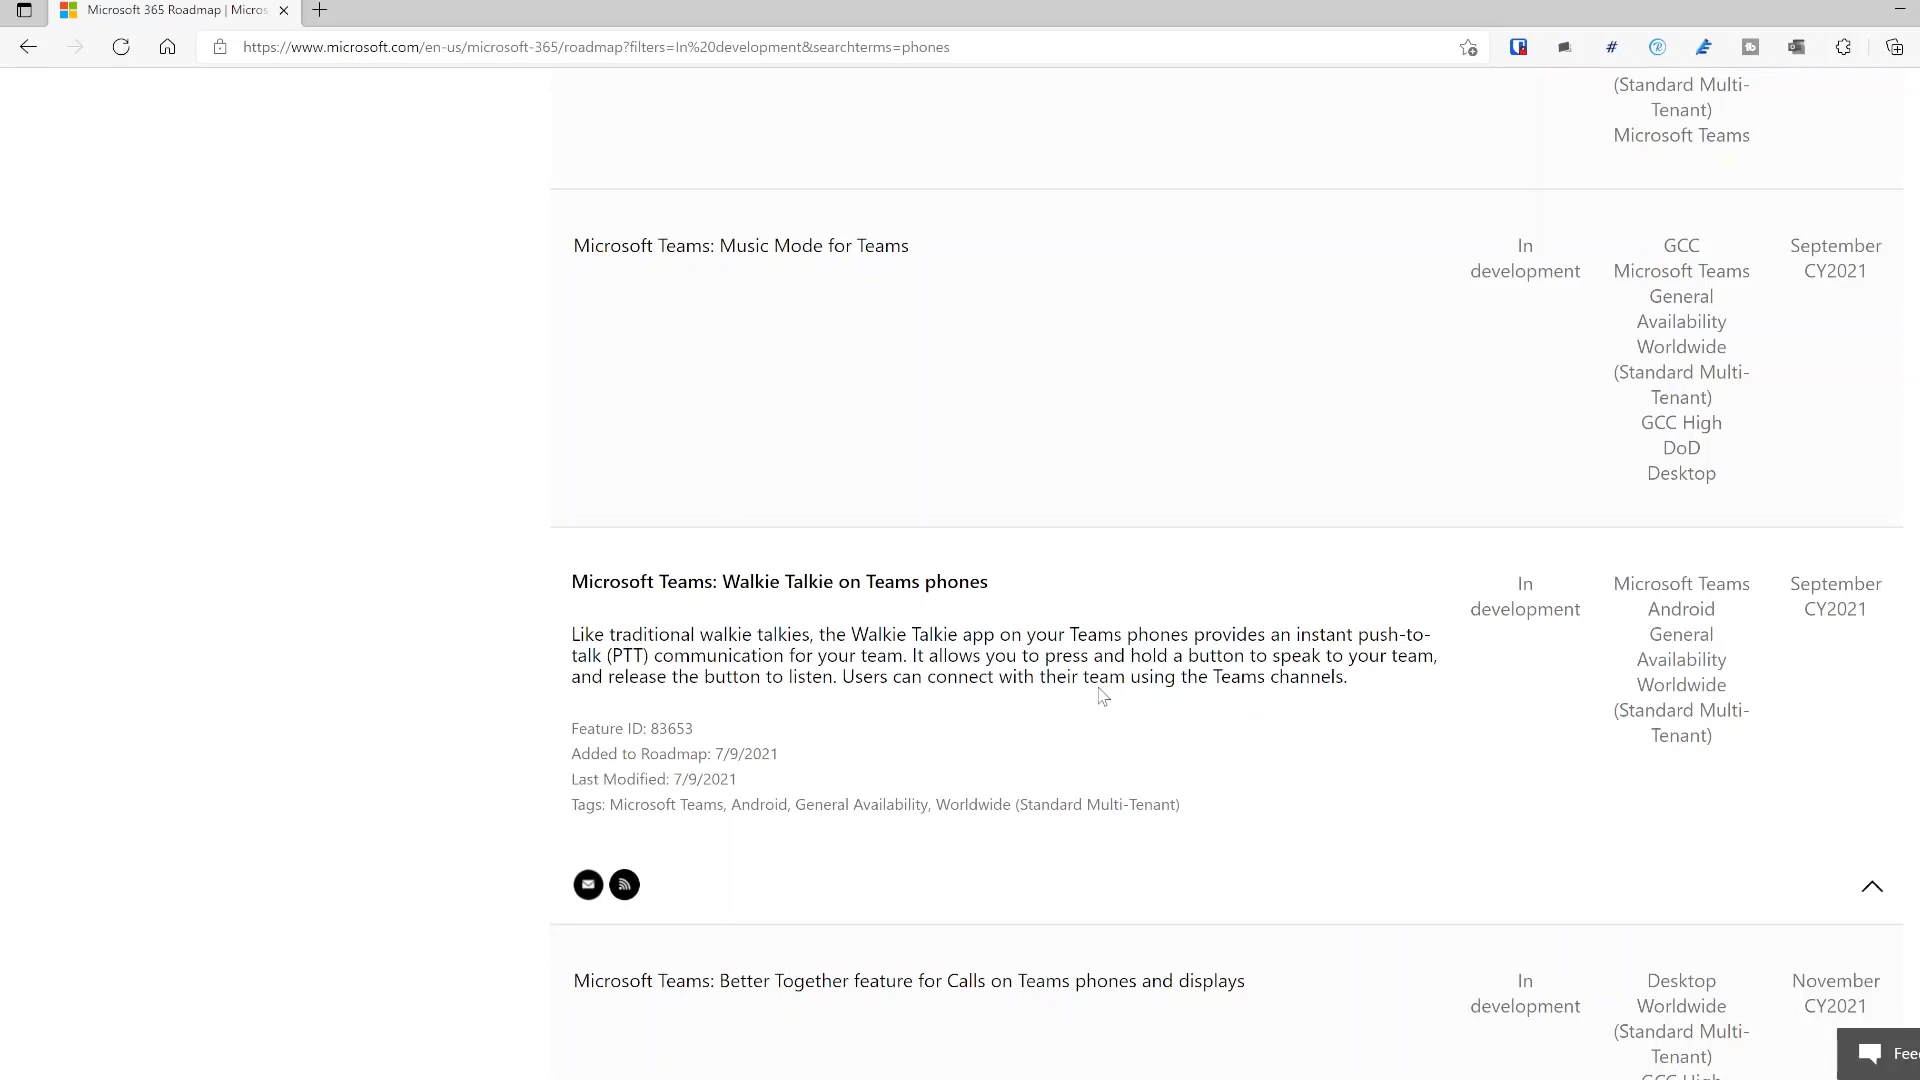 Microsoft 365 Roadmap | Micros
https://www.microsoft.com/en-us/microsoft-365/roadmap?filters=In%20development&searchterms=phones
(Standard Multi-
Tenant)
Microsoft Teams
Microsoft Teams: Music Mode for Teams
In
development
GCC
Microsoft Teams
General
Availability
Worldwide
(Standard Multi-
Tenant)
GCC High
DoD
Desktop
September
CY2021
Microsoft Teams: Walkie Talkie on Teams phones
Like traditional walkie talkies, the Walkie Talkie app on your Teams phones provides an instant push-to-
talk (PTT) communication for your team. It allows you to press and hold a button to speak to your team,
and release the button to listen. Users can connect with their team using the Teams channels.
Feature ID: 83653
Added to Roadmap: 7/9/2021
Last Modified: 7/9/2021
Tags: Microsoft Teams, Android, General Availability, Worldwide (Standard Multi-Tenant)
In
development
Microsoft Teams
Android
General
Availability
Worldwide
(Standard Multi-
Tenant)
September
CY2021
Microsoft Teams: Better Together feature for Calls on Teams phones and displays
In
development
Desktop
Worldwide
(Standard Multi-
Tenant)
GCC High
November
CY2021
Fee